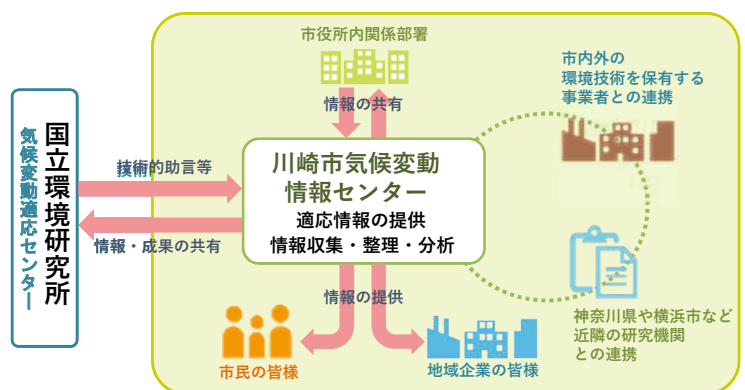 市役所内関係部署
情報の共有
市内外の
環境技術を保有する
事業者との連携
国立環境研究所
気候変動適応センター
技術的助言等
情報・成果の共有
川崎市気候変動
情報センター
適応情報の提供
情報収集・整理・分析
情報の提供
市民の皆様
地域企業の皆様
神奈川県や横浜市など
近隣の研究機関
との連携